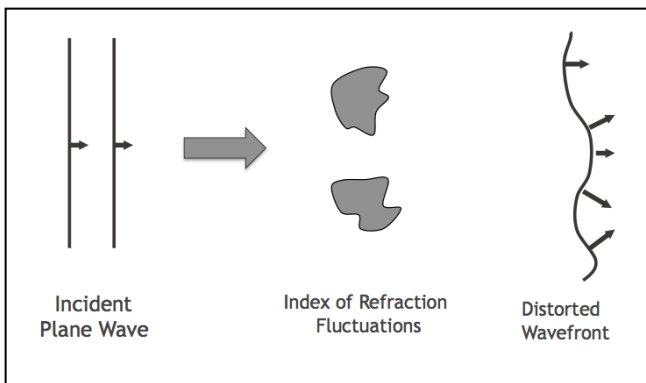 Incident
Plane Wave
Index of Refraction
Fluctuations
Distorted
Wavefront